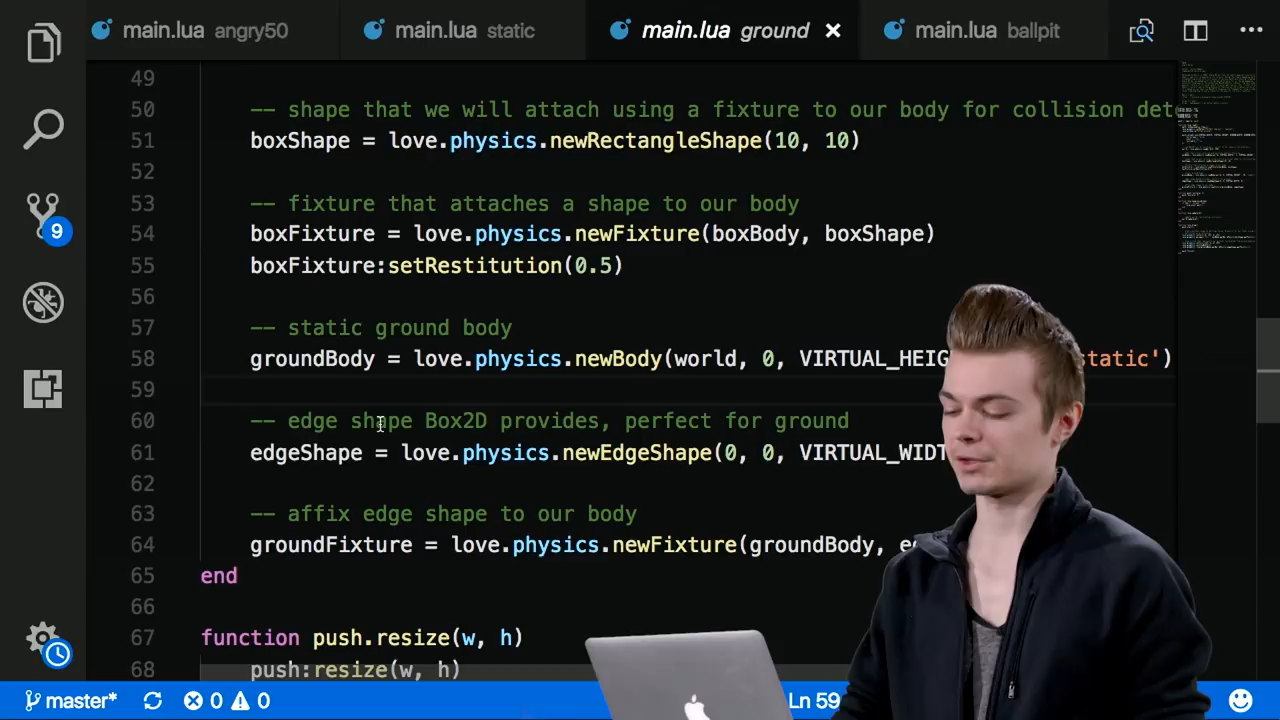 main.lua angry50
main.lua static
main.lua ground
main.lua ballpit
49
50 -- shape that we will attach using a fixture to our body for collision
51 boxShape = love.physics.newRectangleShape(10, 10)
52
53 -- fixture that attaches a shape to our body
54 boxFixture = love.physics.newFixture(boxBody, boxShape)
55 boxFixture:setRestitution(0.5)
56
57 -- static ground body
58 groundBody = love.physics.newBody(world, 0, static')
59
60 -- edge shape Box2D provides, perfect for ground
61 edgeShape = love.physics.newEdgeShape(0, 0,
62
63 -- affix edge shape to our body
64 groundFixture = love.physics.newFixture(groundBody,
65 end
66
67 function push.resize(w, h)
68 push:resize(w, h)
9
master* 0 0 Ln 59